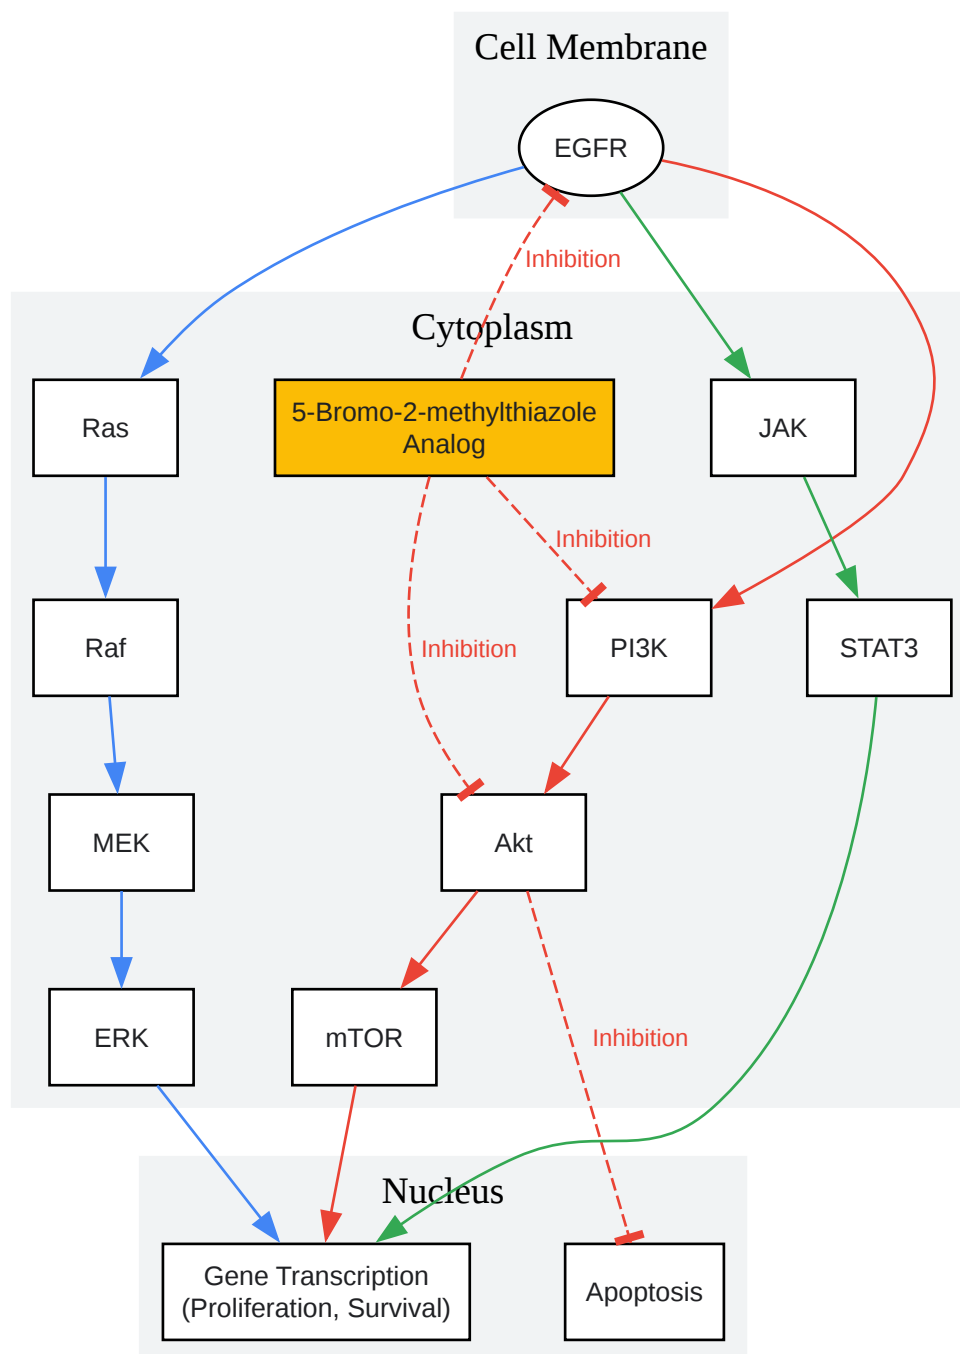 Cell Membrane
EGFR
Inhibition
Cytoplasm
Ras
5-Bromo-2-methylthiazole
Analog
JAK
Inhibition
Raf
Inhibition
PI3K
STAT3
MEK
Akt
ERK
mTOR
Inhibition
Nucleus
Gene Transcription
(Proliferation, Survival)
Apoptosis